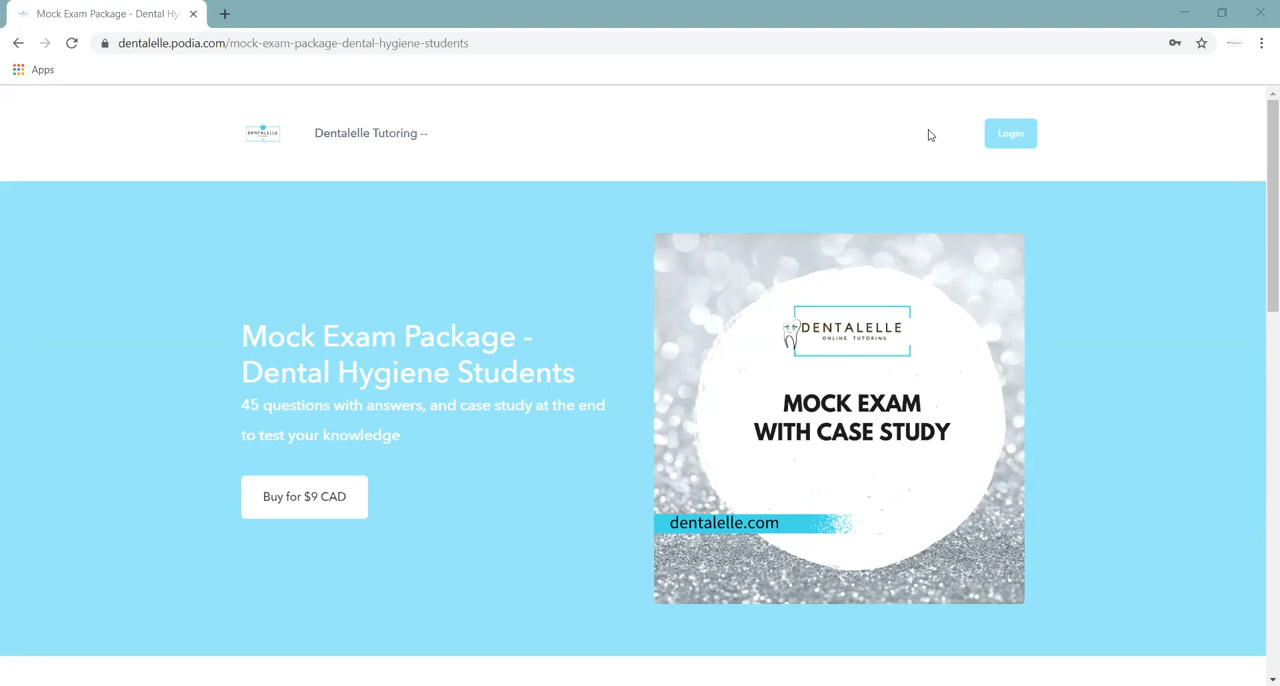 Mock Exam Package - Dental Hy
dentalelle.podia.com/mock-exam-package-dental-hygiene-students
Apps
DENTALELLE
Dentalelle Tutoring --
Login
Mock Exam Package -
Dental Hygiene Students
45 questions with answers, and case study at the end
to test your knowledge
Buy for $9 CAD
DENTALELLE
ONLINE TUTORING
MOCK EXAM
WITH CASE STUDY
dentalelle.com